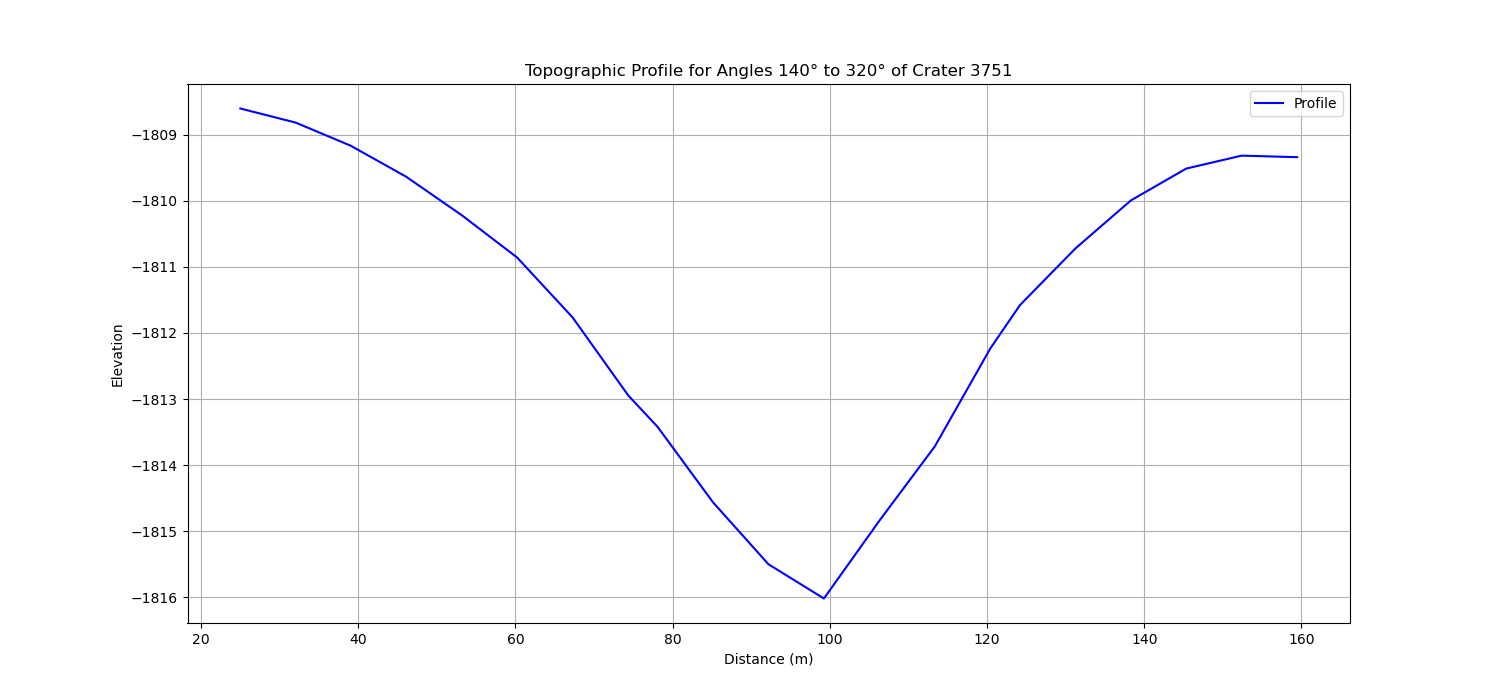 Topographic Profile for Angles 140° to 320° of Crater 3751
Profile
−1809
−1810
−1811
−1812
−1813
−1814
−1815
−1816
Elevation
20 40 60 80 100 120 140 160
Distance (m)